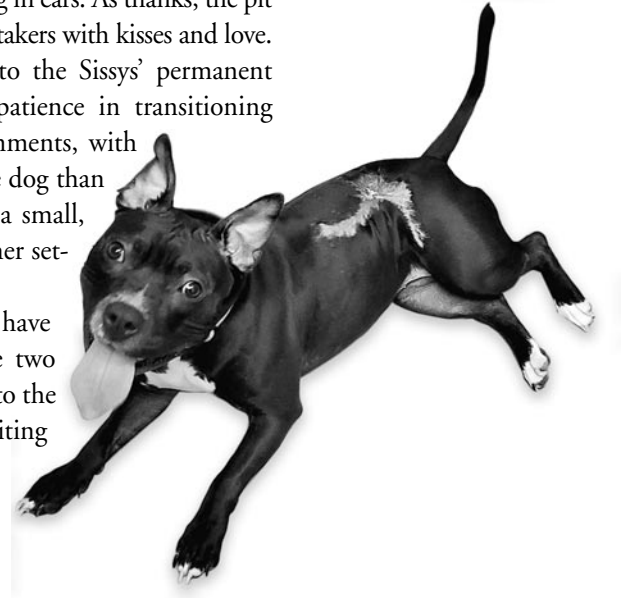 g in cars. As thanks, the pit
takers with kisses and love.
to the Sissys’ permanent
patience in transitioning
nments, with
e dog than
a small,
ner set-
have
e two
to the
iting